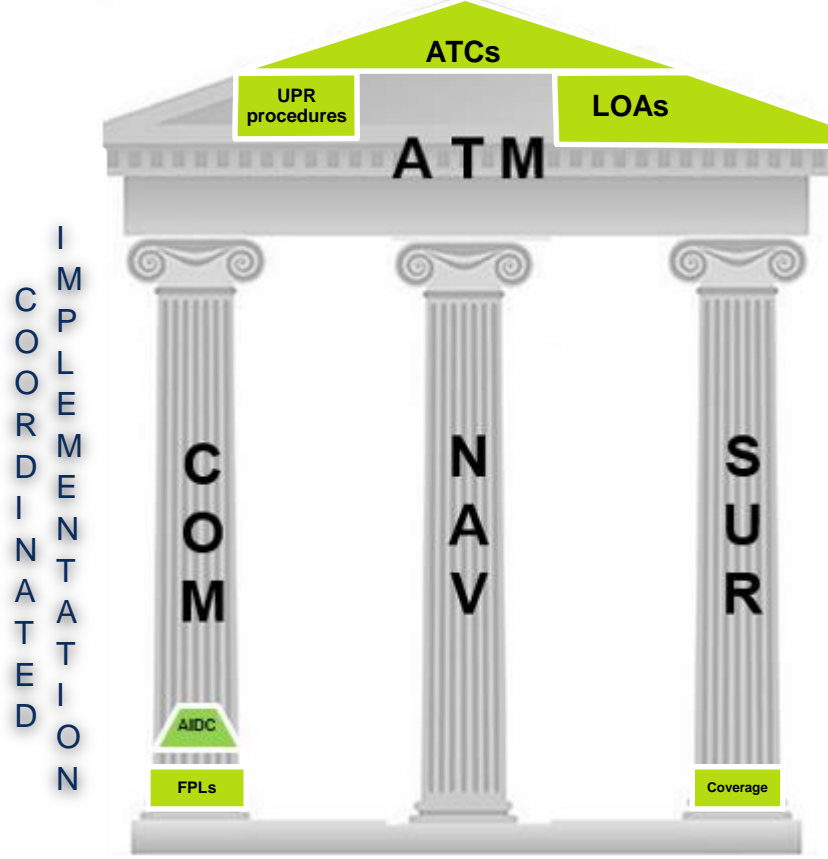 ATCs
UPR
procedures
LOAs
ATM
COORDINATED
IMPLEMENTATION
COM
NAV
SUR
AIDC
FPLs
Coverage